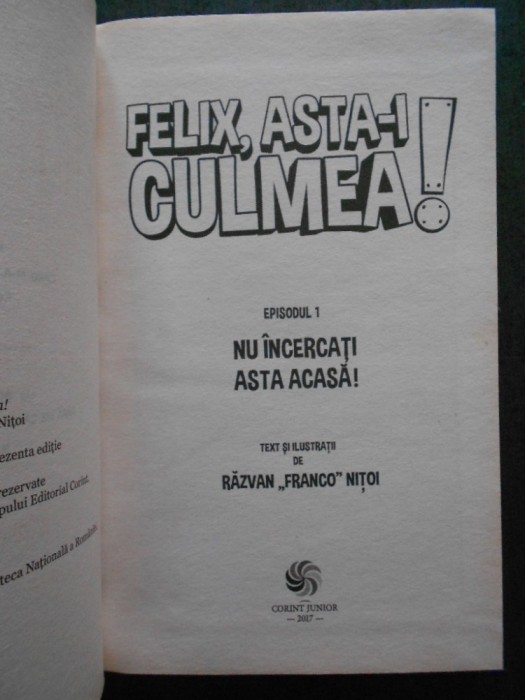 Nițoi
ezenta ediție
rezervate
pului Editorial Corint.
teca Națională a României
FELIX, ASTA-I
CULMEA!
EPISODUL 1
NU ÎNCERCAȚI
ASTA ACASĂ!
TEXT ȘI ILUSTRAȚII
DE
RĂZVAN „FRANCO” NIȚOI
CORINT JUNIOR
— 2017 —